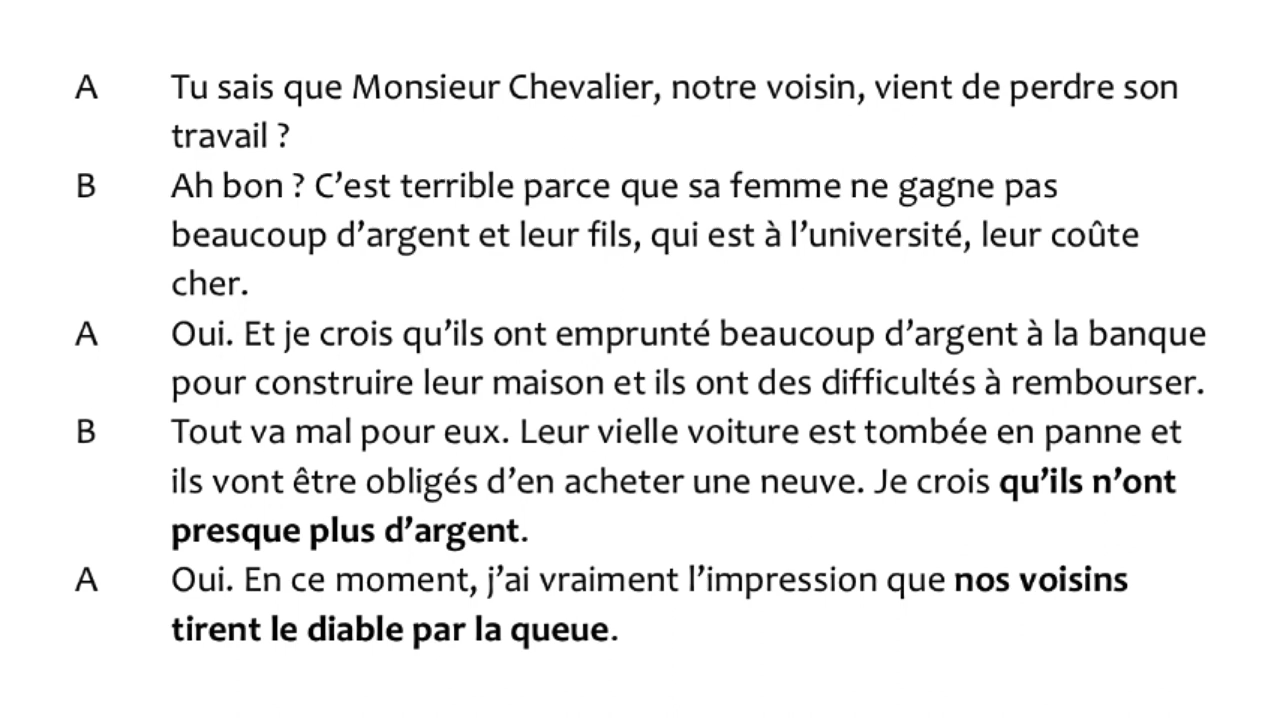 A Tu sais que Monsieur Chevalier, notre voisin, vient de perdre son
travail ?
B Ah bon ? C’est terrible parce que sa femme ne gagne pas
beaucoup d’argent et leur fils, qui est à l’université, leur coûte
cher.
A Oui. Et je crois qu’ils ont emprunté beaucoup d’argent à la banque
pour construire leur maison et ils ont des difficultés à rembourser.
B Tout va mal pour eux. Leur vielle voiture est tombée en panne et
ils vont être obligés d’en acheter une neuve. Je crois qu’ils n’ont
presque plus d’argent.
A Oui. En ce moment, j’ai vraiment l’impression que nos voisins
tirent le diable par la queue.